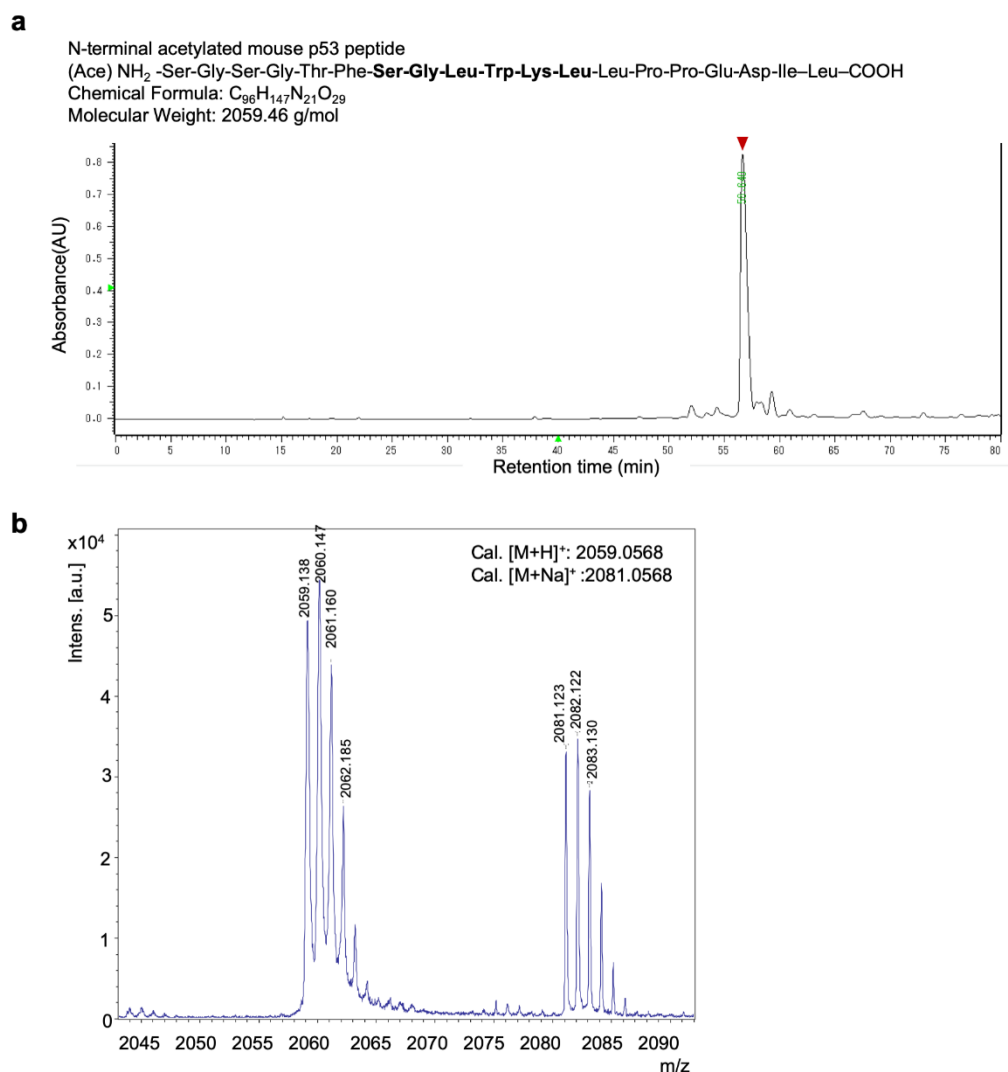 a
N-terminal acetylated mouse p53 peptide
(Ace) NH₂ -Ser-Gly-Ser-Gly-Thr-Phe-Ser-Gly-Leu-Trp-Lys-Leu-Leu-Pro-Pro-Glu-Asp-Ile–Leu–COOH
Chemical Formula: C₉₆H₁₄₇N₂₁O₂₉
Molecular Weight: 2059.46 g/mol
Absorbance(AU)
0.8
0.7
0.6
0.5
0.4
0.3
0.2
0.1
0.0
0 5 10 15 20 25 30 35 40 45 50 55 60 65 70 75 80
Retention time (min)
b
x10⁴
Intens. [a.u.]
5
4
3
2
1
0
2059.138
2060.147
2061.160
2062.185
Cal. [M+H]⁺: 2059.0568
Cal. [M+Na]⁺ :2081.0568
2081.123
2082.122
2083.130
2045 2050 2055 2060 2065 2070 2075 2080 2085 2090
m/z